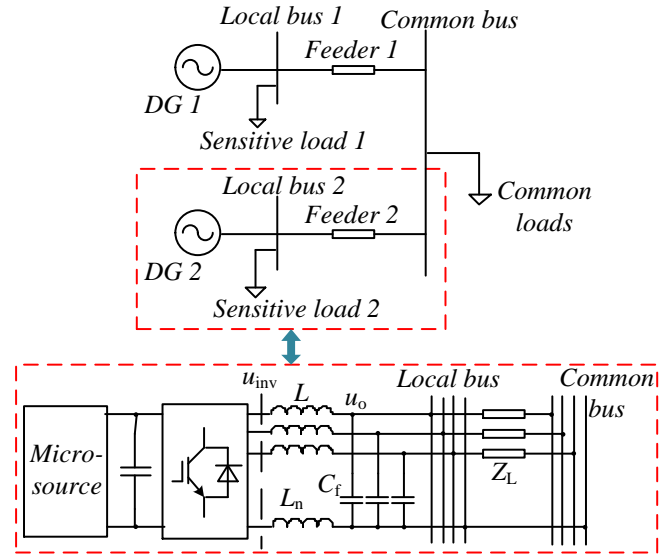 Local bus 1
Common bus
Feeder 1
DG 1
Sensitive load 1
Local bus 2
Feeder 2
Common
loads
DG 2
Sensitive load 2
u_inv
L
u_o
Local bus
Common
bus
Micro-
source
L_n
C_f
Z_L